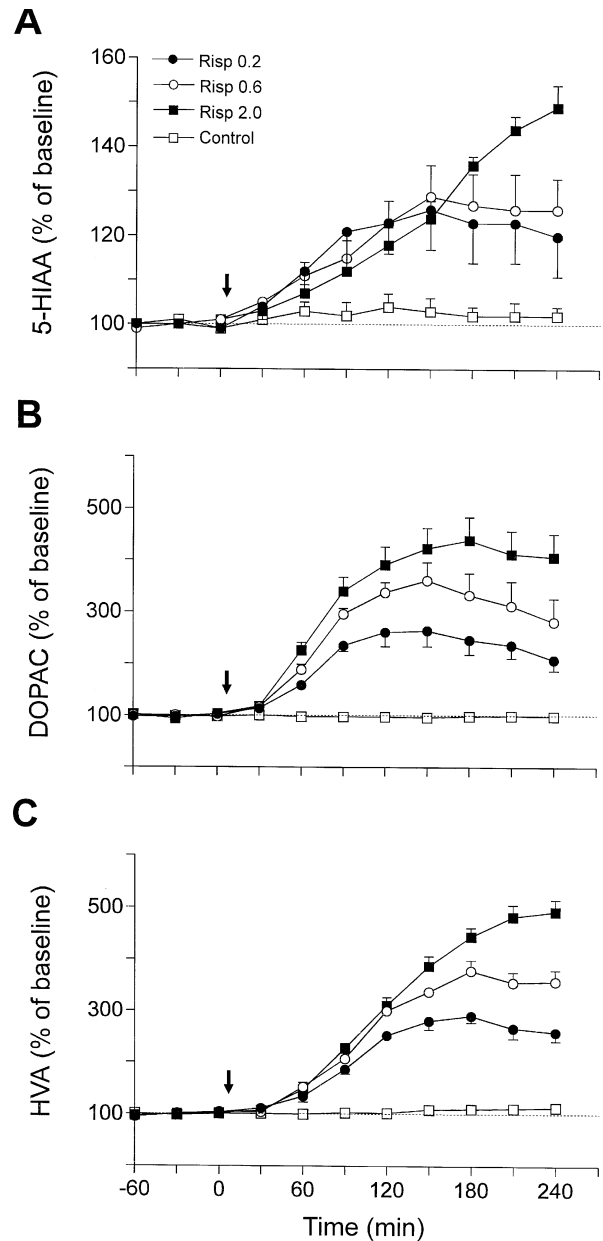 A
5-HIAA (% of baseline)
160
140
120
100
Risp 0.2
Risp 0.6
Risp 2.0
Control
B
DOPAC (% of baseline)
500
300
100
C
HVA (% of baseline)
500
300
100
-60 0 60 120 180 240
Time (min)